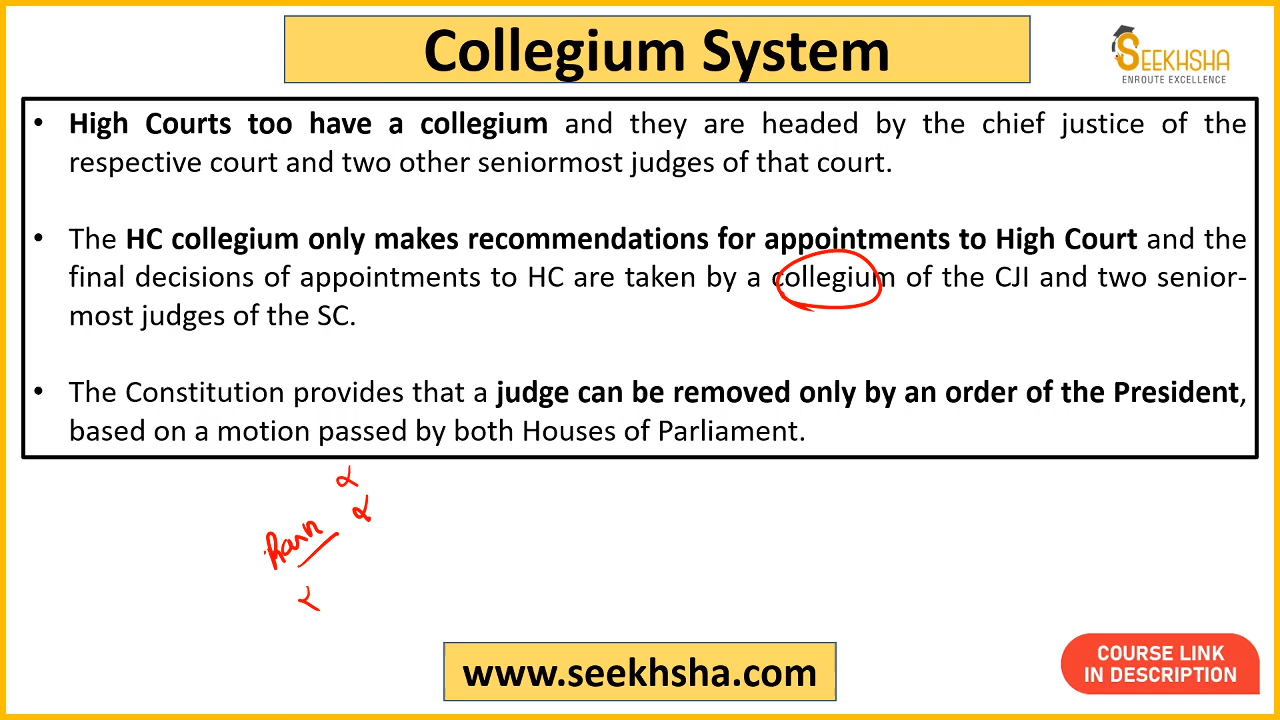 Collegium System
SEEKHSHA
ENROUTE EXCELLENCE
• High Courts too have a collegium and they are headed by the chief justice of the
respective court and two other seniormost judges of that court.
• The HC collegium only makes recommendations for appointments to High Court and the
final decisions of appointments to HC are taken by a collegium of the CJI and two senior-
most judges of the SC.
• The Constitution provides that a judge can be removed only by an order of the President,
based on a motion passed by both Houses of Parliament.
www.seekhsha.com
COURSE LINK
IN DESCRIPTION